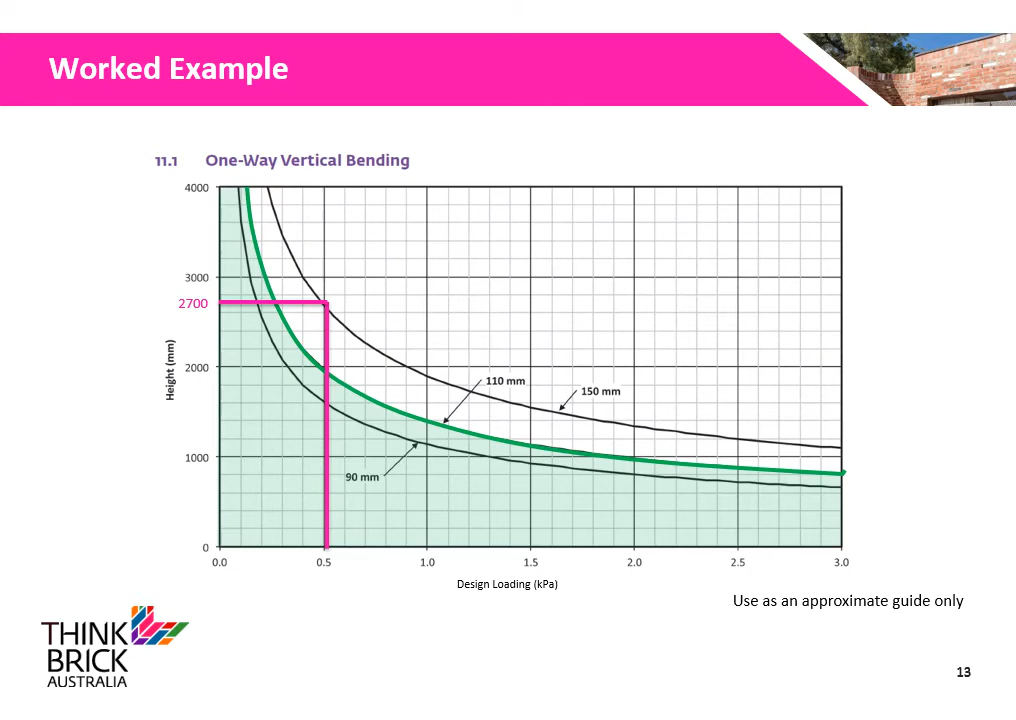 Worked Example
11.1 One-Way Vertical Bending
4000
3000
2700
2000
1000
0
Height (mm)
110 mm
150 mm
90 mm
0.0 0.5 1.0 1.5 2.0 2.5 3.0
Design Loading (kPa)
Use as an approximate guide only
THINK
BRICK
AUSTRALIA
13